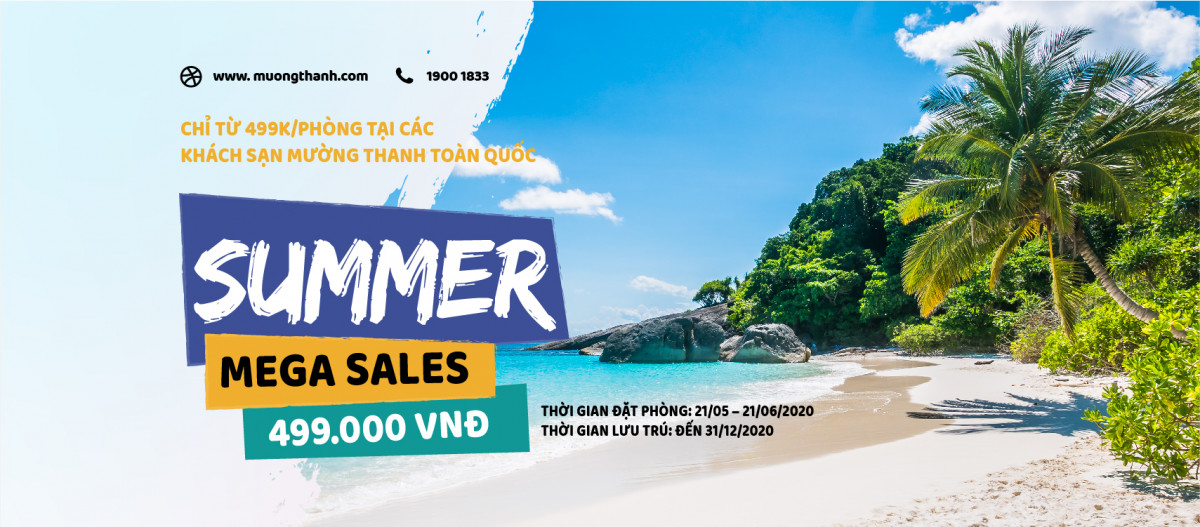 www. muongthanh.com 1900 1833
CHỈ TỪ 499K/PHÒNG TẠI CÁC
KHÁCH SẠN MƯỜNG THANH TOÀN QUỐC
SUMMER
MEGA SALES
499.000 VNĐ
THỜI GIAN ĐẶT PHÒNG: 21/05 – 21/06/2020
THỜI GIAN LƯU TRÚ: ĐẾN 31/12/2020